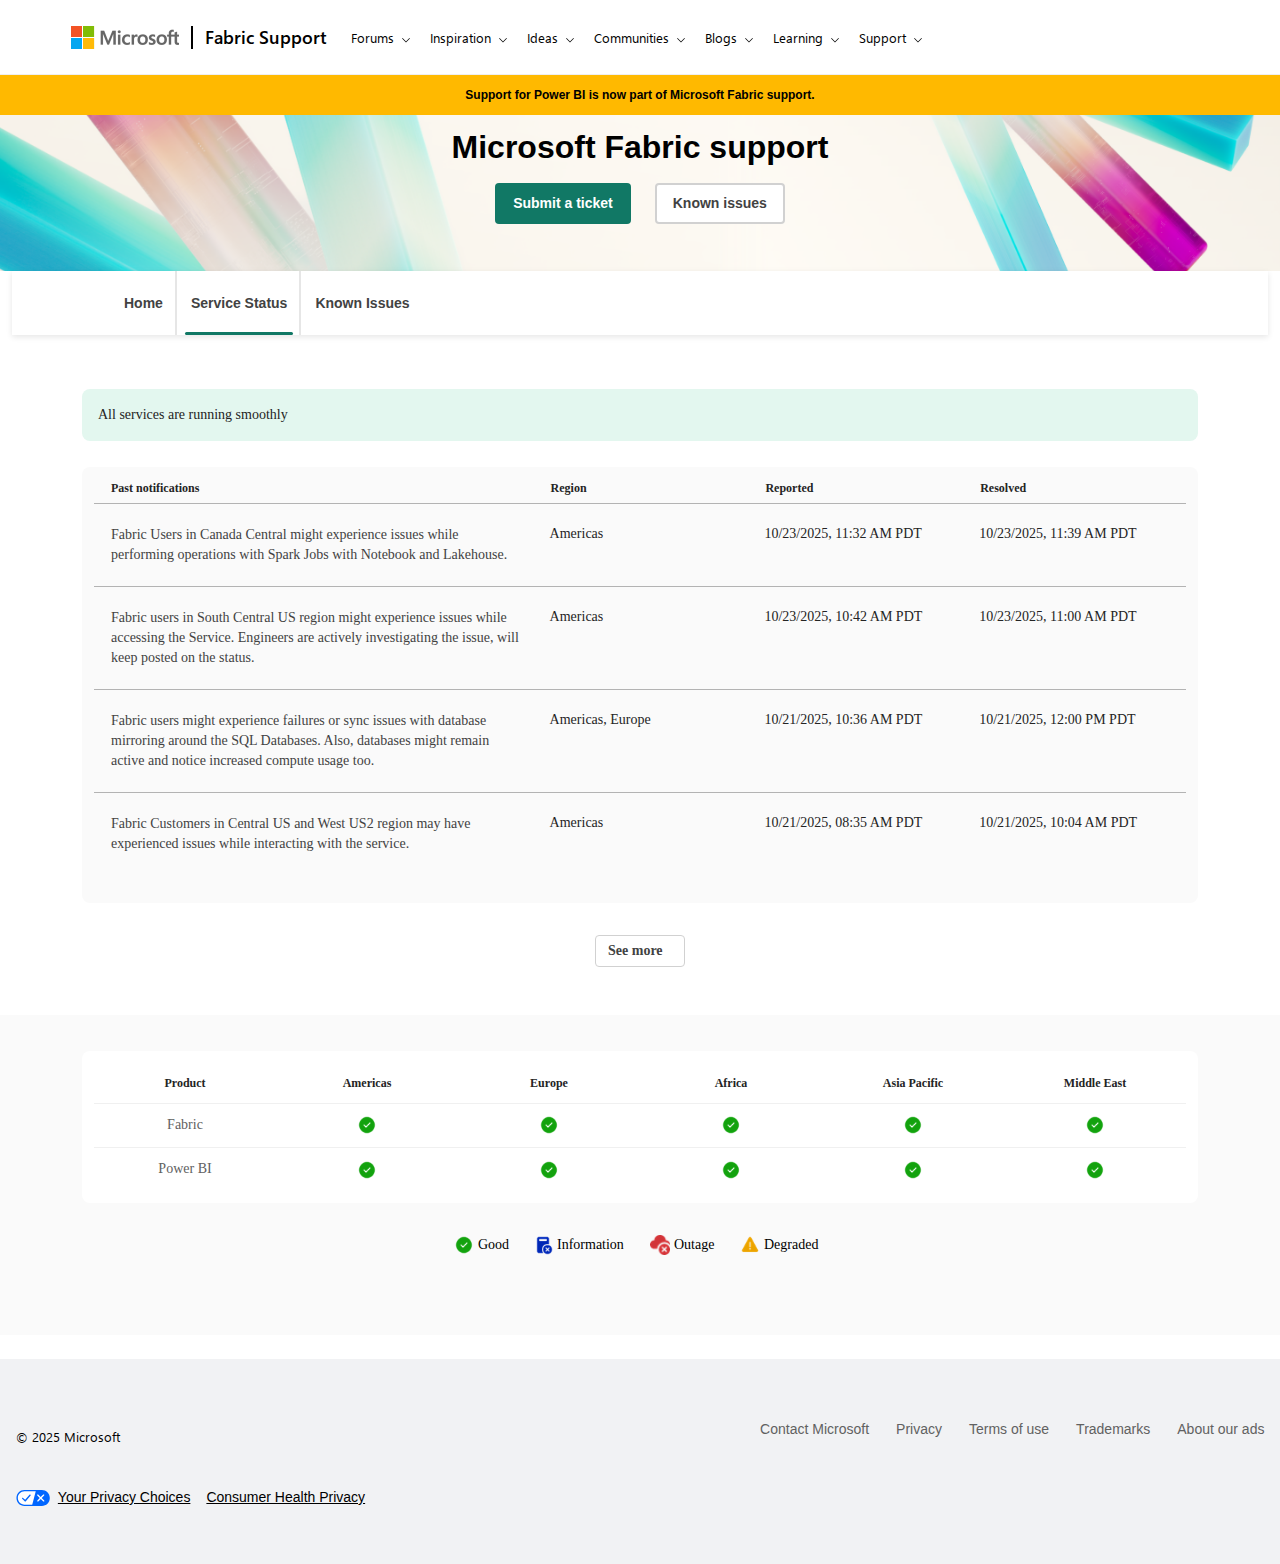 Microsoft Fabric Support Forums Inspiration Ideas Communities Blogs Learning Support
Support for Power BI is now part of Microsoft Fabric support.
Microsoft Fabric support
Submit a ticket Known issues
Home Service Status Known Issues
All services are running smoothly
Past notifications Region Reported Resolved
Fabric Users in Canada Central might experience issues while Americas 10/23/2025, 11:32 AM PDT 10/23/2025, 11:39 AM PDT
performing operations with Spark Jobs with Notebook and Lakehouse.
Fabric users in South Central US region might experience issues while Americas 10/23/2025, 10:42 AM PDT 10/23/2025, 11:00 AM PDT
accessing the Service. Engineers are actively investigating the issue, will
keep posted on the status.
Fabric users might experience failures or sync issues with database Americas, Europe 10/21/2025, 10:36 AM PDT 10/21/2025, 12:00 PM PDT
mirroring around the SQL Databases. Also, databases might remain
active and notice increased compute usage too.
Fabric Customers in Central US and West US2 region may have Americas 10/21/2025, 08:35 AM PDT 10/21/2025, 10:04 AM PDT
experienced issues while interacting with the service.
See more
Product Americas Europe Africa Asia Pacific Middle East
Fabric
Power BI
Good Information Outage Degraded
Contact Microsoft Privacy Terms of use Trademarks About our ads
© 2025 Microsoft
Your Privacy Choices Consumer Health Privacy